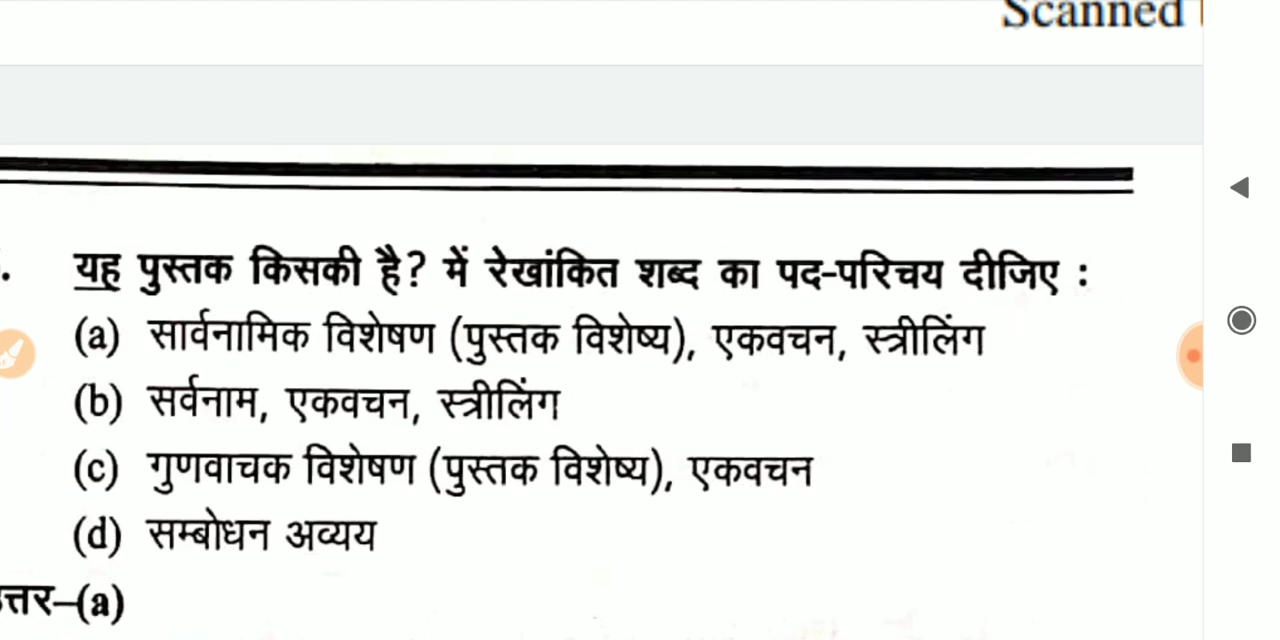 Scanned
. यह पुस्तक किसकी है? में रेखांकित शब्द का पद-परिचय दीजिए :
(a) सार्वनामिक विशेषण (पुस्तक विशेष्य), एकवचन, स्त्रीलिंग
(b) सर्वनाम, एकवचन, स्त्रीलिंग
(c) गुणवाचक विशेषण (पुस्तक विशेष्य), एकवचन
(d) सम्बोधन अव्यय
त्तर–(a)